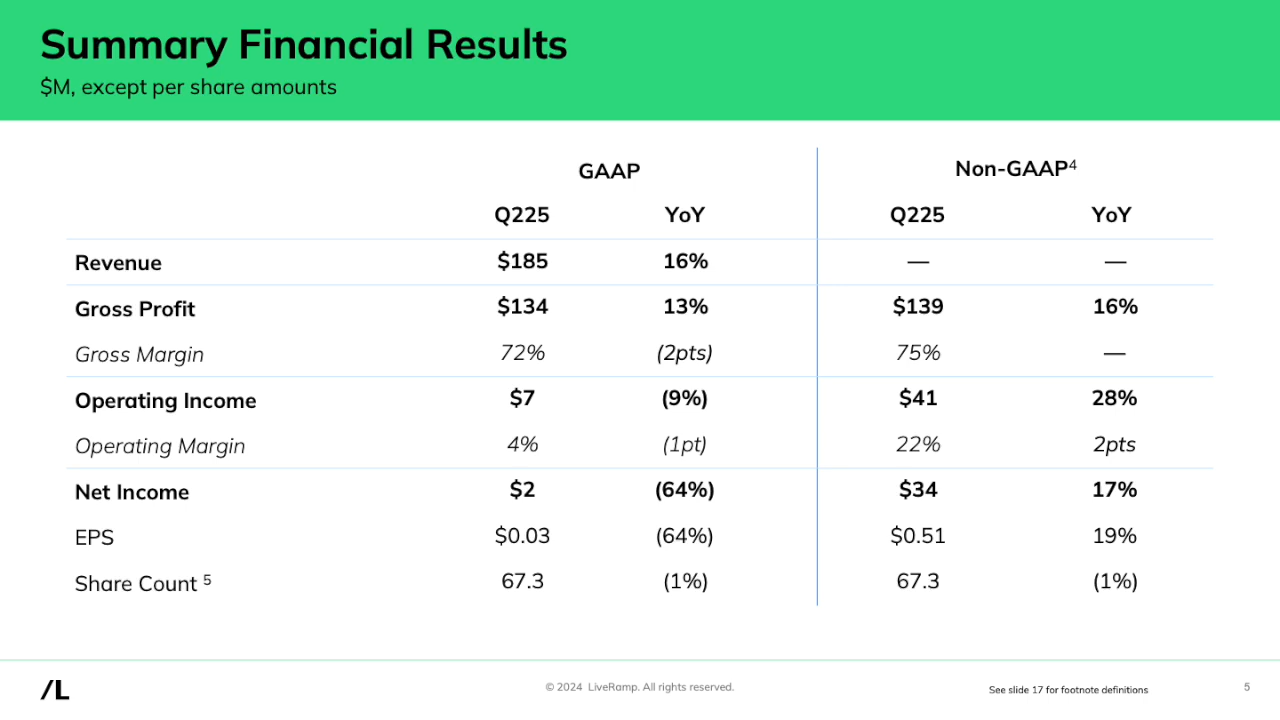 Summary Financial Results
$M, except per share amounts
GAAP Non-GAAP4
Q225 YoY Q225 YoY
Revenue $185 16% — —
Gross Profit $134 13% $139 16%
Gross Margin 72% (2pts) 75% —
Operating Income $7 (9%) $41 28%
Operating Margin 4% (1pt) 22% 2pts
Net Income $2 (64%) $34 17%
EPS $0.03 (64%) $0.51 19%
Share Count 5 67.3 (1%) 67.3 (1%)
/L © 2024 LiveRamp. All rights reserved. See slide 17 for footnote definitions 5